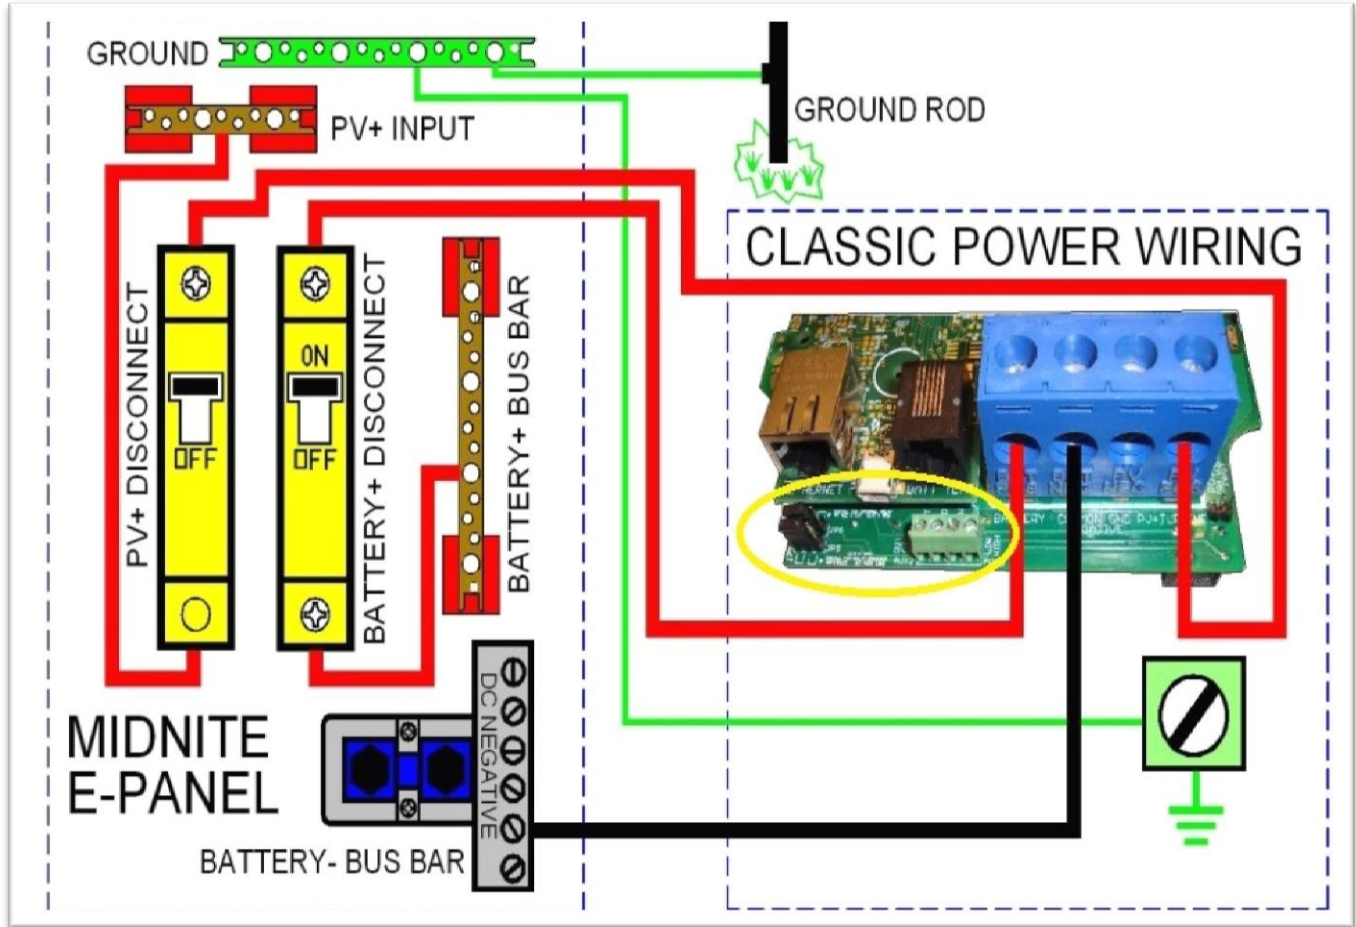 GROUND
PV+ INPUT
GROUND ROD
CLASSIC POWER WIRING
PV+ DISCONNECT
OFF
ON
OFF
BATTERY+ DISCONNECT
BATTERY+ BUS BAR
DC NEGATIVE
MIDNITE
E-PANEL
BATTERY- BUS BAR